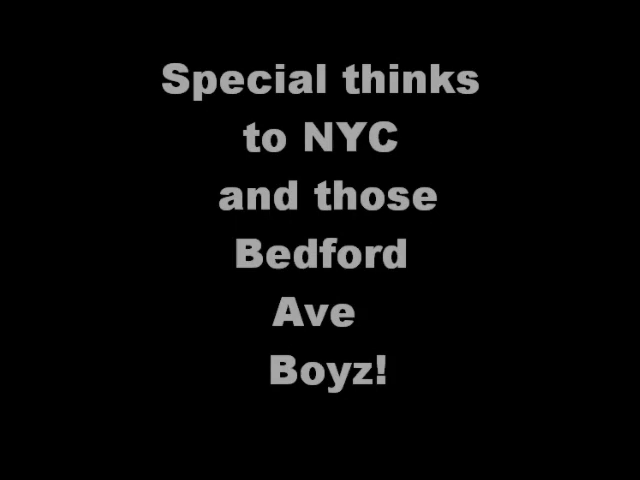 Special thinks
to NYC
and those
Bedford
Ave
Boyz!